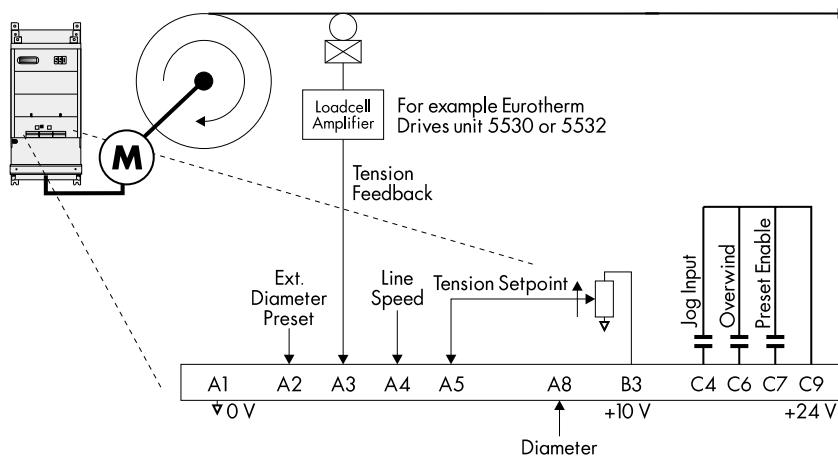 Loadcell
Amplifier
For example Eurotherm
Drives unit 5530 or 5532
M
Tension
Feedback
Ext.
Diameter
Preset
Line
Speed
Tension Setpoint
Jog Input
Overwind
Preset Enable
A1 A2 A3 A4 A5 A8 B3 C4 C6 C7 C9
0 V +10 V +24 V
Diameter